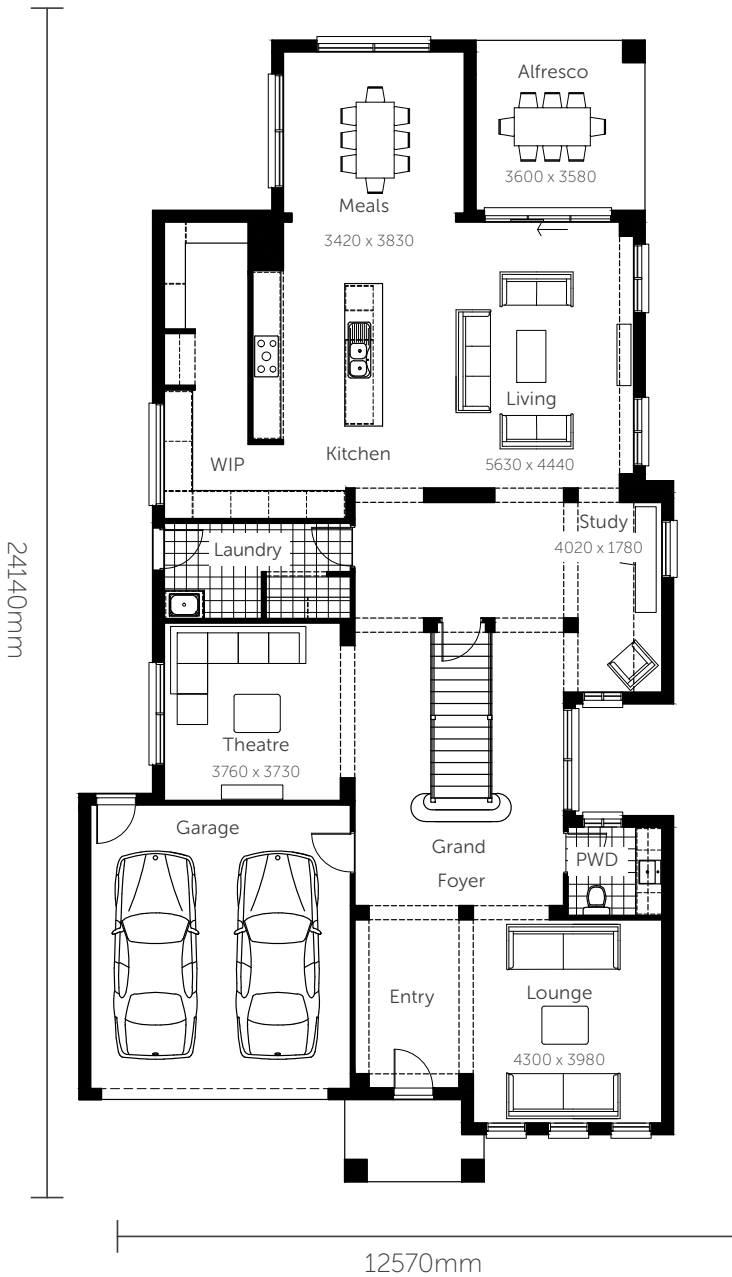 Alfresco
3600 x 3580
Meals
3420 x 3830
Living
5630 x 4440
Kitchen
WIP
Study
4020 x 1780
Laundry
24140mm
Theatre
3760 x 3730
Garage
Grand
Foyer
PWD
Entry
Lounge
4300 x 3980
12570mm